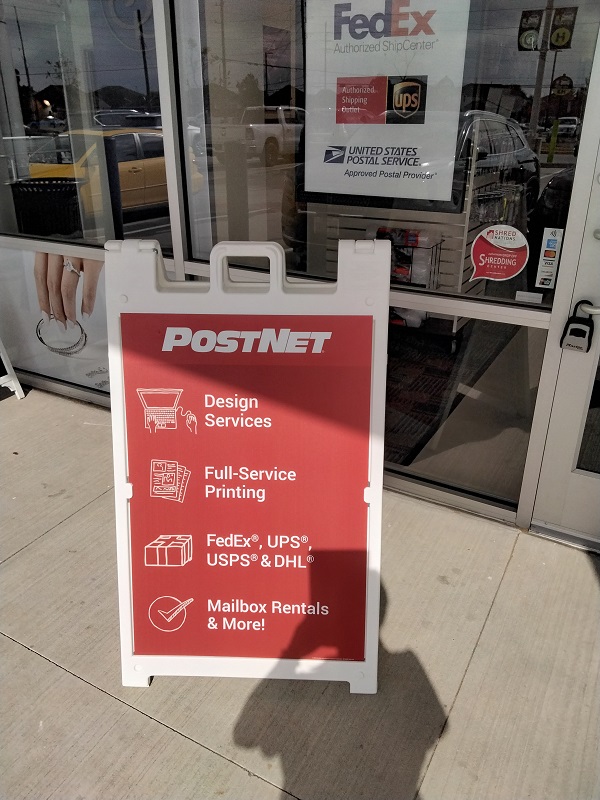 FedEx
Authorized ShipCenter®
Authorized
Shipping
Outlet
ups
UNITED STATES
POSTAL SERVICE®
Approved Postal Provider®
SHRED
NATIONS
SHREDDING
POSTNET
Design
Services
Full-Service
Printing
FedEx®, UPS®,
USPS® & DHL®
Mailbox Rentals
& More!